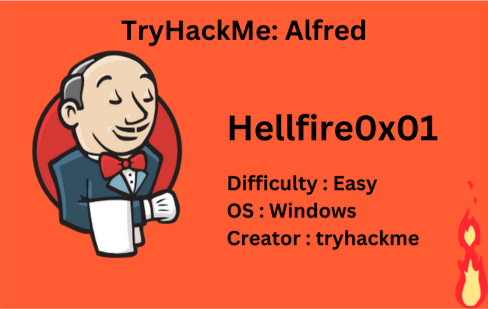 TryHackMe: Alfred
Hellfire0x01
Difficulty : Easy
OS : Windows
Creator : tryhackme